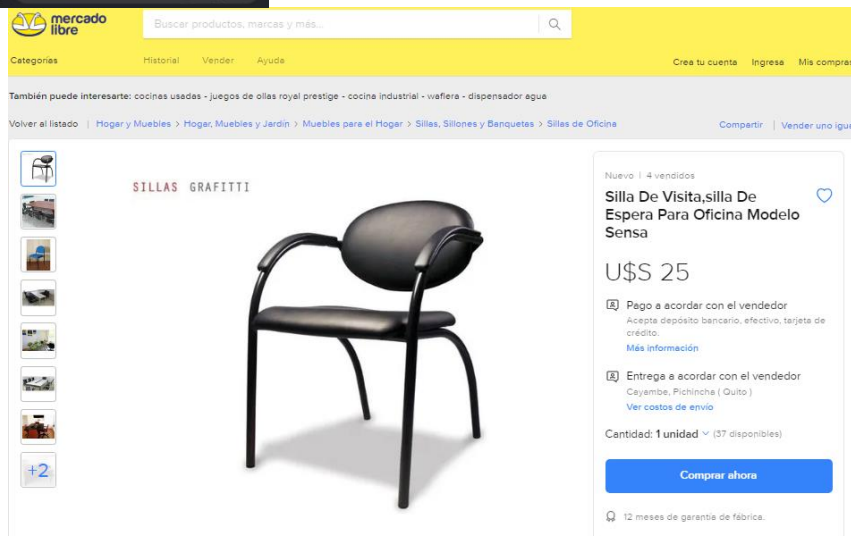 mercado
libre
Buscar productos, marcas y más...
Categorías
Historial Vender Ayuda
Crea tu cuenta Ingresa Mis compras
También puede interesarte: cocinas usadas - juegos de ollas royal prestige - cocina industrial - waflera - dispensador agua
Volver al listado | Hogar y Muebles > Hogar, Muebles y Jardín > Muebles para el Hogar > Sillas, Sillones y Banquetas > Sillas de Oficina
Compartir | Vender uno igua
SILLAS GRAFITTI
+2
Nuevo | 4 vendidos
Silla De Visita,silla De
Espera Para Oficina Modelo
Sensa
U$S 25
Pago a acordar con el vendedor
Acepta depósito bancario, efectivo, tarjeta de
crédito.
Más información
Entrega a acordar con el vendedor
Cayambe, Pichincha ( Quito )
Ver costos de envío
Cantidad: 1 unidad (37 disponibles)
Comprar ahora
12 meses de garantía de fábrica.